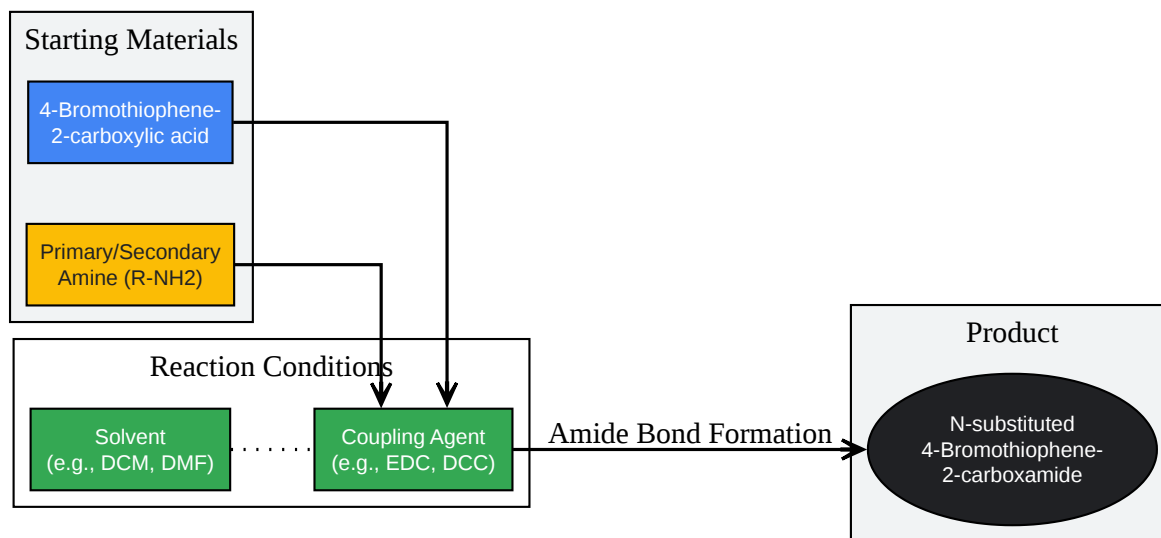 Starting Materials
4-Bromothiophene-
2-carboxylic acid
Primary/Secondary
Amine (R-NH2)
Reaction Conditions
Solvent
(e.g., DCM, DMF)
Coupling Agent
(e.g., EDC, DCC)
Amide Bond Formation
Product
N-substituted
4-Bromothiophene-
2-carboxamide